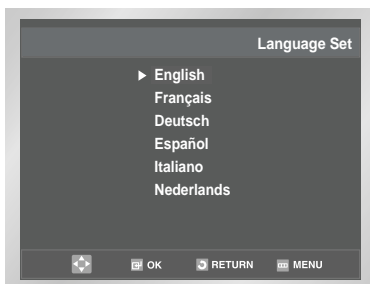 Language Set
English
Français
Deutsch
Español
Italiano
Nederlands
OK RETURN MENU